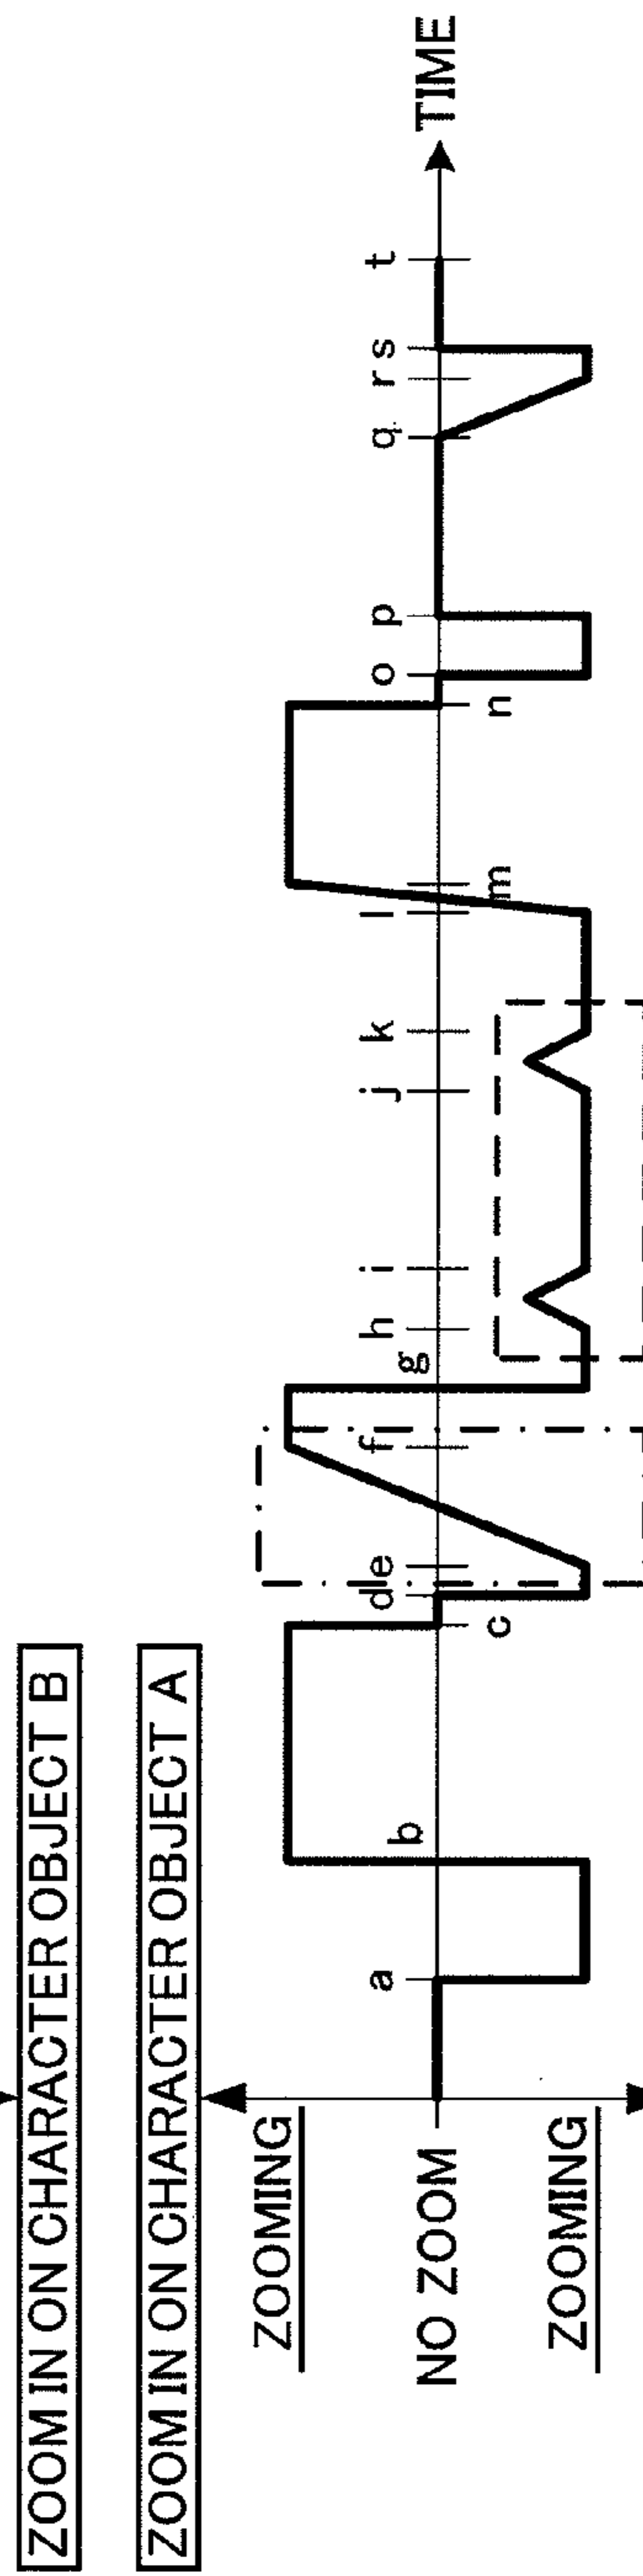 ZOOM IN ON CHARACTER OBJECT B
ZOOM IN ON CHARACTER OBJECT A
ZOOMING
NO ZOOM
ZOOMING
a
b
c
d
e
f
g
h
i
j
k
l
m
n
o
p
q
r
s
t
TIME